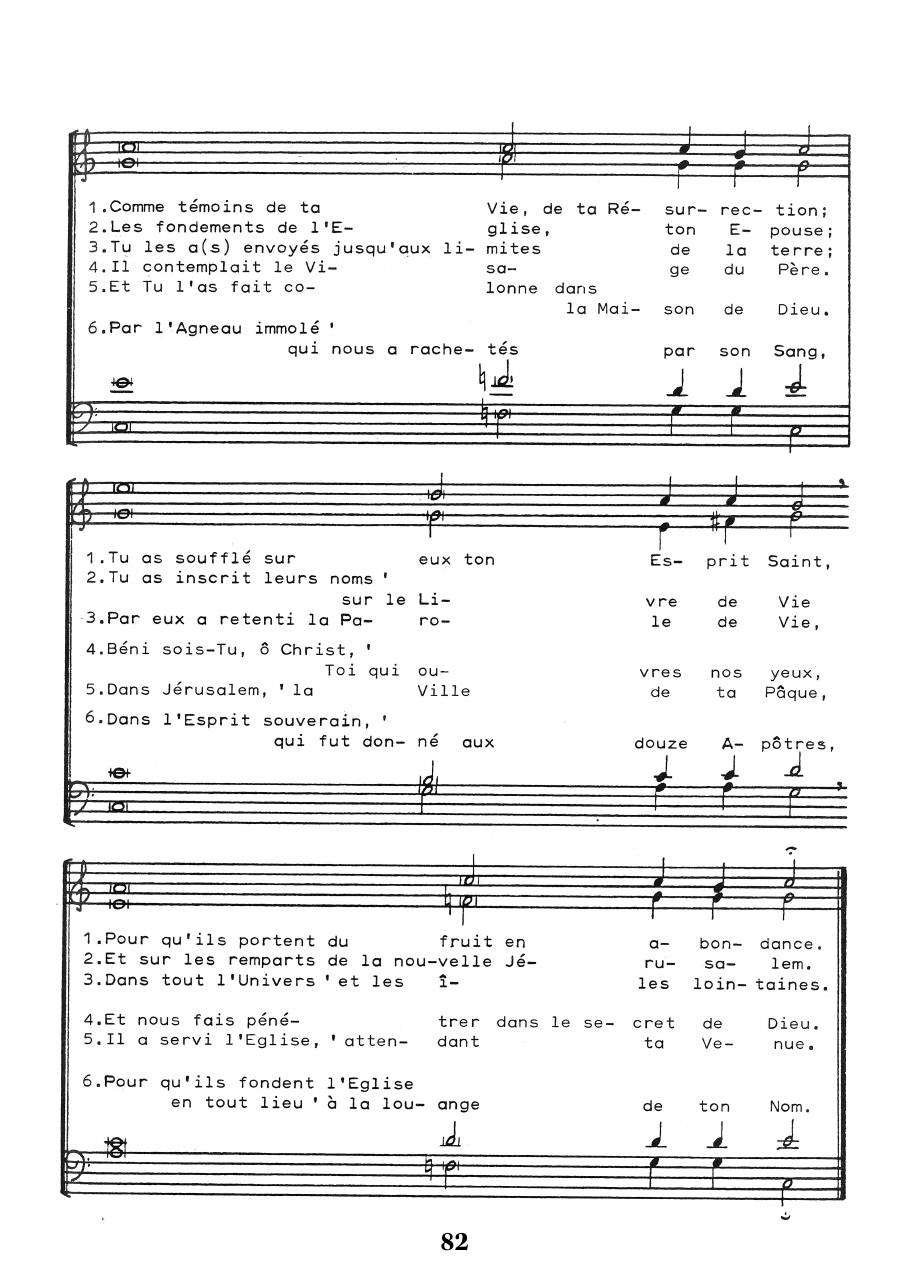 1.Comme témoins de ta Vie, de ta Ré- sur- rec- tion;
2.Les fondements de l'E- glise, ton E- pouse;
3.Tu les a(s) envoyés jusqu'aux li- mites de la terre;
4.Il contemplait le Vi- sa- ge du Père.
5.Et Tu l'as fait co- lonne dans
la Mai- son de Dieu.
6.Par l'Agneau immolé '
qui nous a rache- tés par son Sang,
1.Tu as soufflé sur eux ton Es- prit Saint,
2.Tu as inscrit leurs noms '
sur le Li- vre de Vie
3.Par eux a retenti la Pa- ro- le de Vie,
4.Béni sois-Tu, ô Christ, '
Toi qui ou- vres nos yeux,
5.Dans Jérusalem, ' la Ville de ta Pâque,
6.Dans l'Esprit souverain, '
qui fut don- né aux douze A- pôtres,
1.Pour qu'ils portent du fruit en a- bon- dance.
2.Et sur les remparts de la nou-velle Jé- ru- sa- lem.
3.Dans tout l'Univers ' et les î- les loin- taines.
4.Et nous fais péné- trer dans le se- cret de Dieu.
5.Il a servi l'Eglise, ' atten- dant ta Ve- nue.
6.Pour qu'ils fondent l'Eglise
en tout lieu ' à la lou- ange de ton Nom.
82